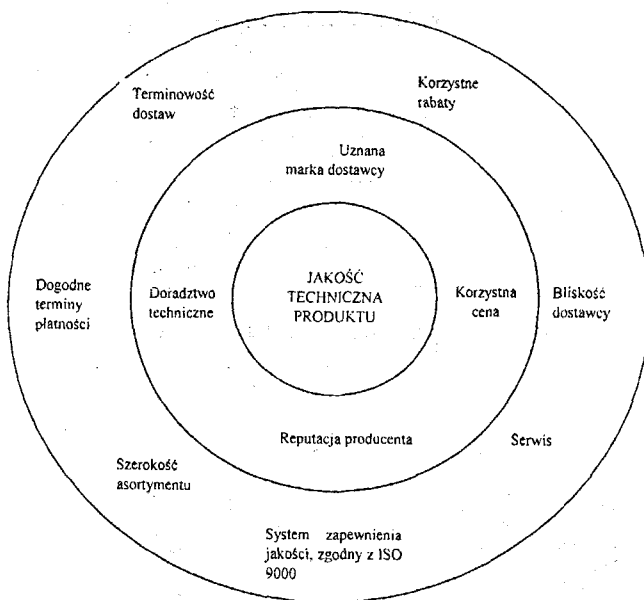 Terminowość
dostaw
Korzystne
rabaty
Uznana
marka dostawcy
Dogodne
terminy
płatności
Doradztwo
techniczne
JAKOŚĆ
TECHNICZNA
PRODUKTU
Korzystna
cena
Bliskość
dostawcy
Reputacja producenta
Serwis
Szerokość
asortymentu
System zapewnienia
jakości, zgodny z ISO
9000